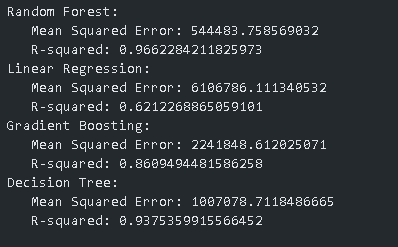 Random Forest:
Mean Squared Error: 544483.758569032
R-squared: 0.9662284211825973
Linear Regression:
Mean Squared Error: 6106786.111340532
R-squared: 0.6212268865059101
Gradient Boosting:
Mean Squared Error: 2241848.612025071
R-squared: 0.8609494481586258
Decision Tree:
Mean Squared Error: 1007078.7118486665
R-squared: 0.9375359915566452